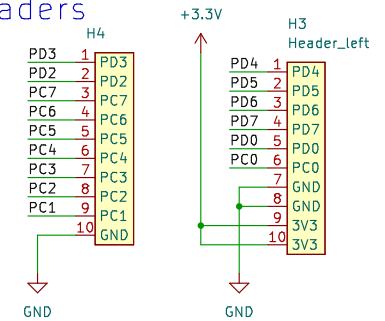 aders
H4
PD3 1 PD3
PD2 2 PD2
PC7 3 PC7
PC6 4 PC6
PC5 5 PC5
PC4 6 PC4
PC3 7 PC3
PC2 8 PC2
PC1 9 PC1
10 GND
GND
+3.3V
H3
Header_left
PD4 1 PD4
PD5 2 PD5
PD6 3 PD6
PD7 4 PD7
PD0 5 PD0
PC0 6 PC0
7 GND
8 GND
9 3V3
10 3V3
GND